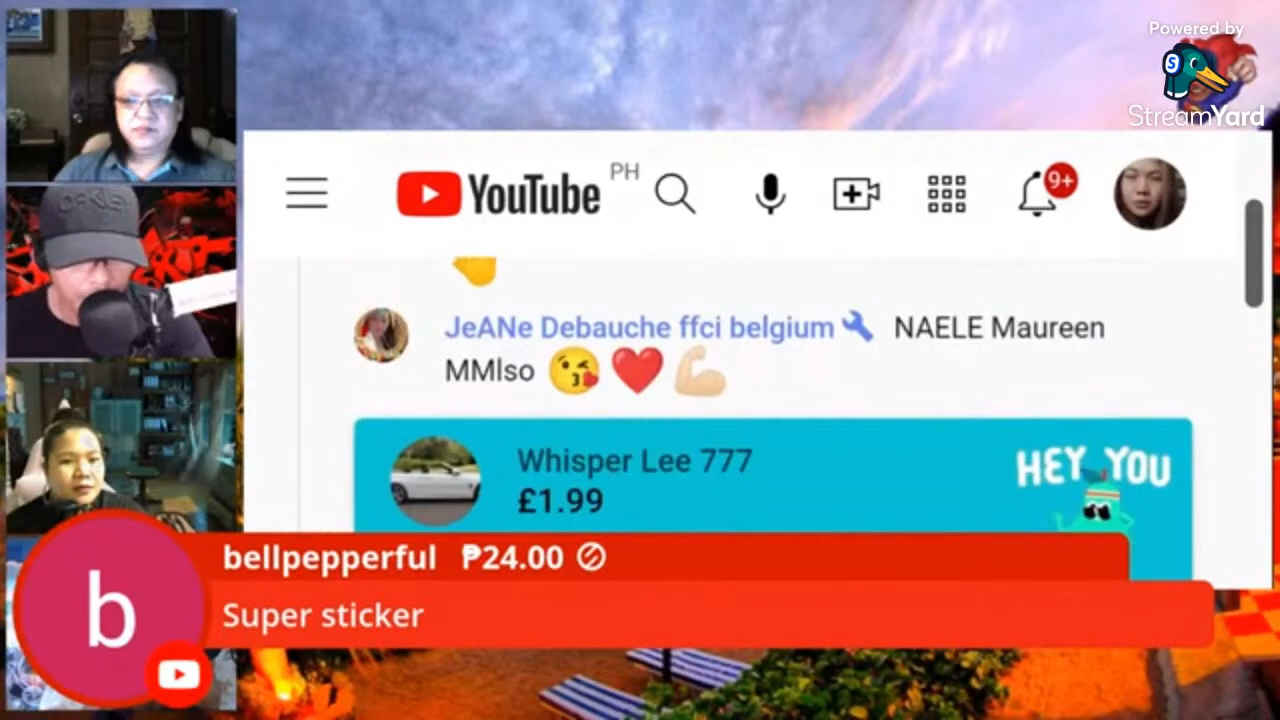 Powered by
StreamYard
OAKLEY
YouTube PH
9+
JeANe Debauche ffci belgium NAELE Maureen
MMlso
Whisper Lee 777
£1.99
HEY YOU
bellpepperful ₱24.00
Super sticker
b